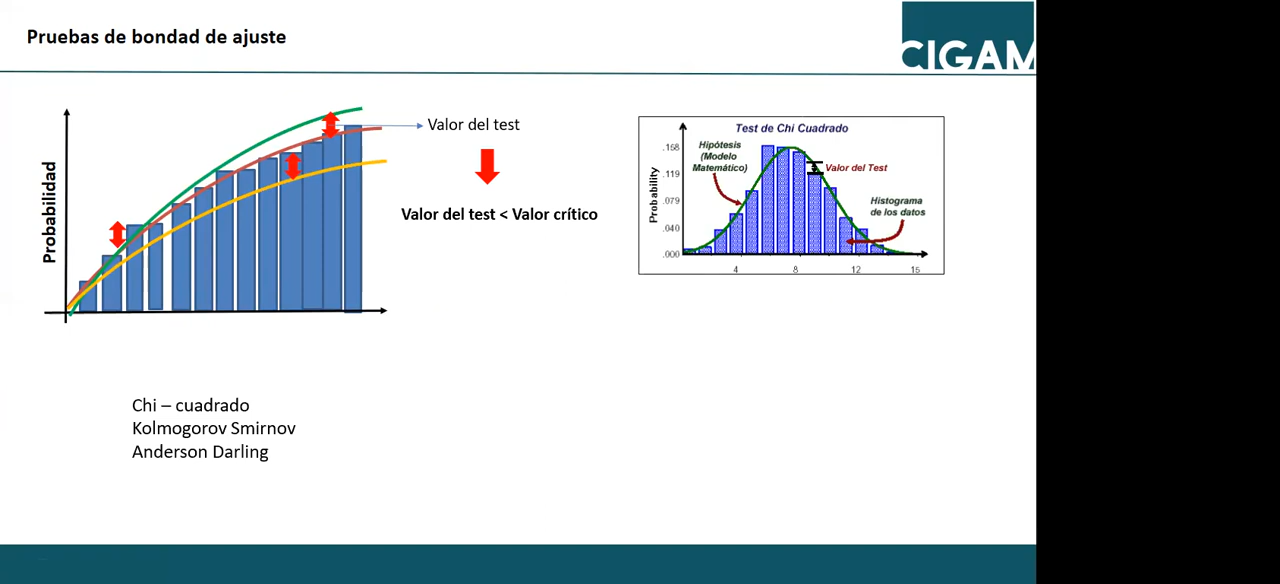 Pruebas de bondad de ajuste
CIGAM
Probabilidad
Valor del test
Valor del test < Valor crítico
Test de Chi Cuadrado
Hipótesis
(Modelo
Matemático)
Valor del Test
Histograma
de los datos
Probability
.158
.119
.079
.040
.000
4
8
12
15
Chi – cuadrado
Kolmogorov Smirnov
Anderson Darling